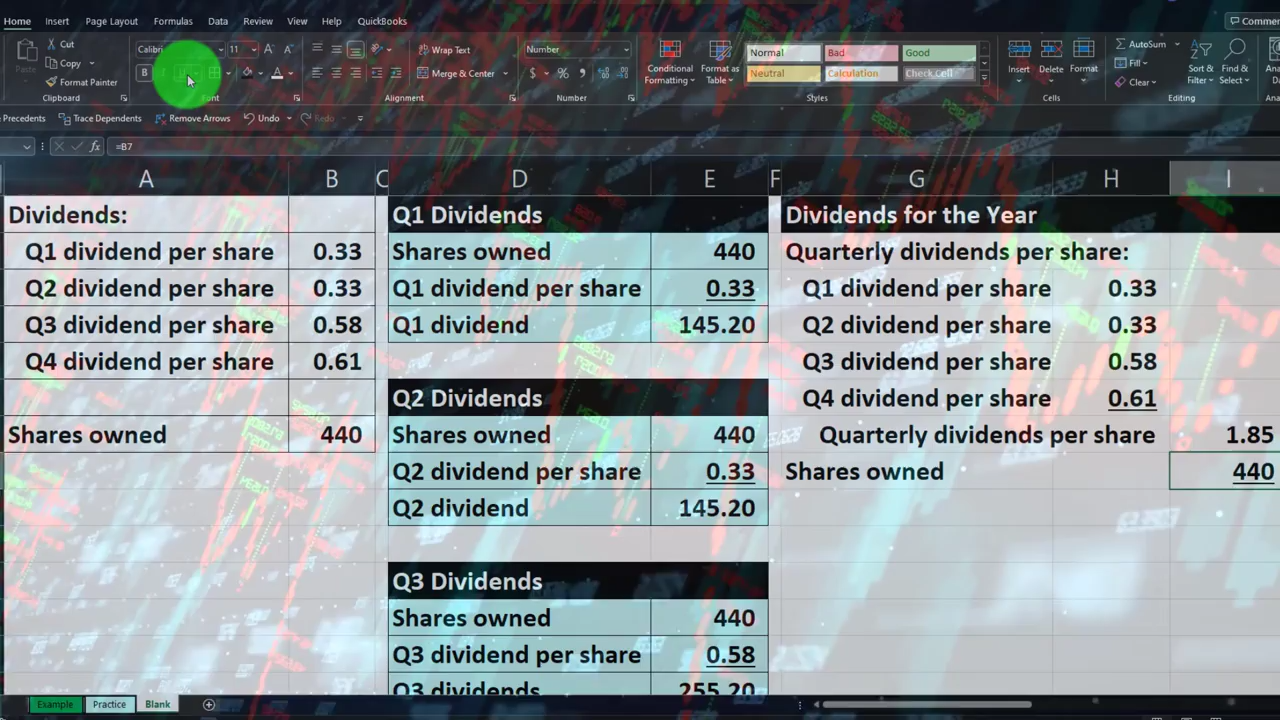 Home Insert Page Layout Formulas Data Review View Help QuickBooks
Cut
Copy
Format Painter
Paste
Clipboard
Calibri 11
B
Font
Wrap Text
Merge & Center
Alignment
Number
$ % 9
Number
Conditional Formatting
Format as Table
Normal Bad Good
Neutral Calculation Check Cell
Styles
Insert Delete Format
Cells
AutoSum
Fill
Clear
Sort & Filter
Find & Select
Editing
Precedents Trace Dependents Remove Arrows Undo Redo
fx =B7
A B C D E F G H I
Dividends:
Q1 dividend per share 0.33
Q2 dividend per share 0.33
Q3 dividend per share 0.58
Q4 dividend per share 0.61
Shares owned 440
Q1 Dividends
Shares owned 440
Q1 dividend per share 0.33
Q1 dividend 145.20
Q2 Dividends
Shares owned 440
Q2 dividend per share 0.33
Q2 dividend 145.20
Q3 Dividends
Shares owned 440
Q3 dividend per share 0.58
Q3 dividends 255.20
Dividends for the Year
Quarterly dividends per share:
Q1 dividend per share 0.33
Q2 dividend per share 0.33
Q3 dividend per share 0.58
Q4 dividend per share 0.61
Quarterly dividends per share 1.85
Shares owned 440
Example Practice Blank